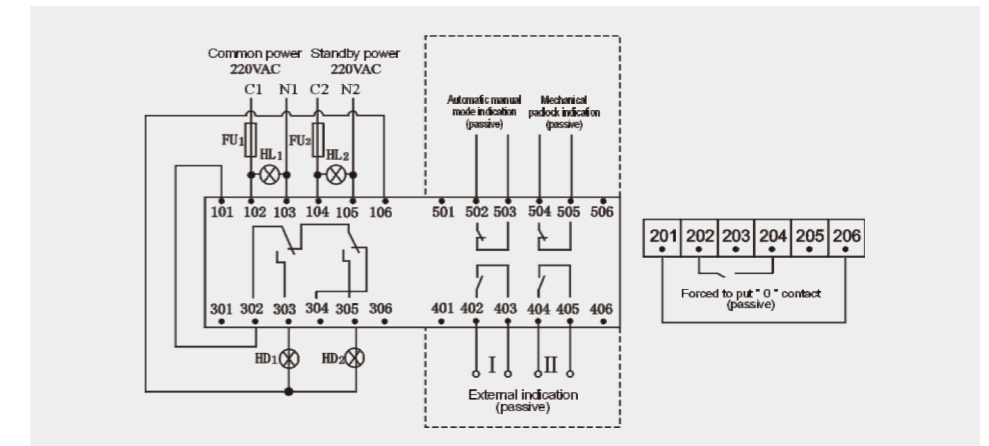 Common power Standby power
220VAC 220VAC
C1 N1 C2 N2
Automatic manual
mode indication
(passive)
Mechanical
padlock indication
(passive)
FU1 FU2
HL1 HL2
101 102 103 104 105 106
501 502 503 504 505 506
301 302 303 304 305 306
401 402 403 404 405 406
HD1 HD2
I II
External indication
(passive)
201 202 203 204 205 206
Forced to put " 0 " contact
(passive)